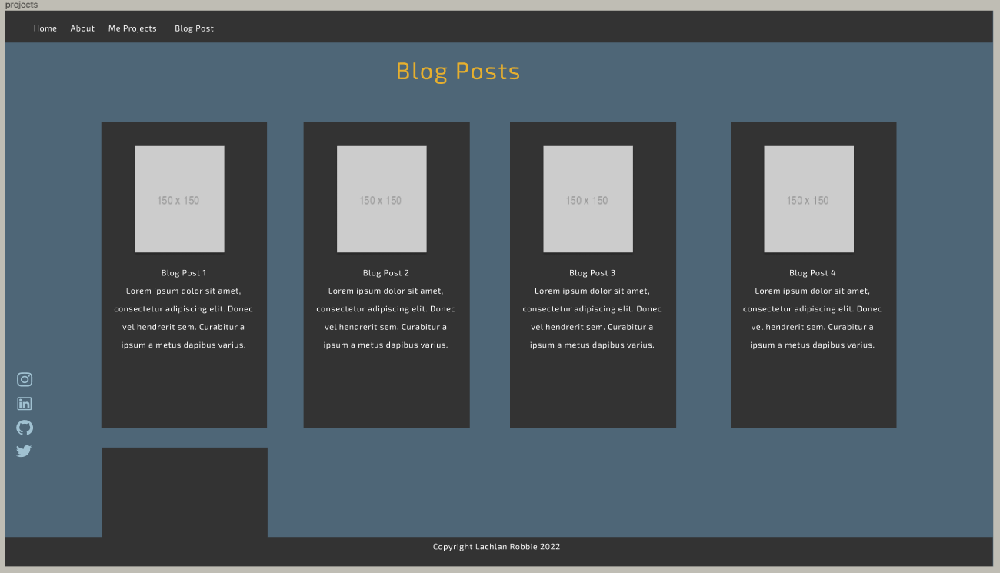 projects
Home About Me Projects Blog Post
Blog Posts
150 x 150
Blog Post 1
Lorem ipsum dolor sit amet,
consectetur adipiscing elit. Donec
vel hendrerit sem. Curabitur a
ipsum a metus dapibus varius.
150 x 150
Blog Post 2
Lorem ipsum dolor sit amet,
consectetur adipiscing elit. Donec
vel hendrerit sem. Curabitur a
ipsum a metus dapibus varius.
150 x 150
Blog Post 3
Lorem ipsum dolor sit amet,
consectetur adipiscing elit. Donec
vel hendrerit sem. Curabitur a
ipsum a metus dapibus varius.
150 x 150
Blog Post 4
Lorem ipsum dolor sit amet,
consectetur adipiscing elit. Donec
vel hendrerit sem. Curabitur a
ipsum a metus dapibus varius.
in
Copyright Lachlan Robbie 2022